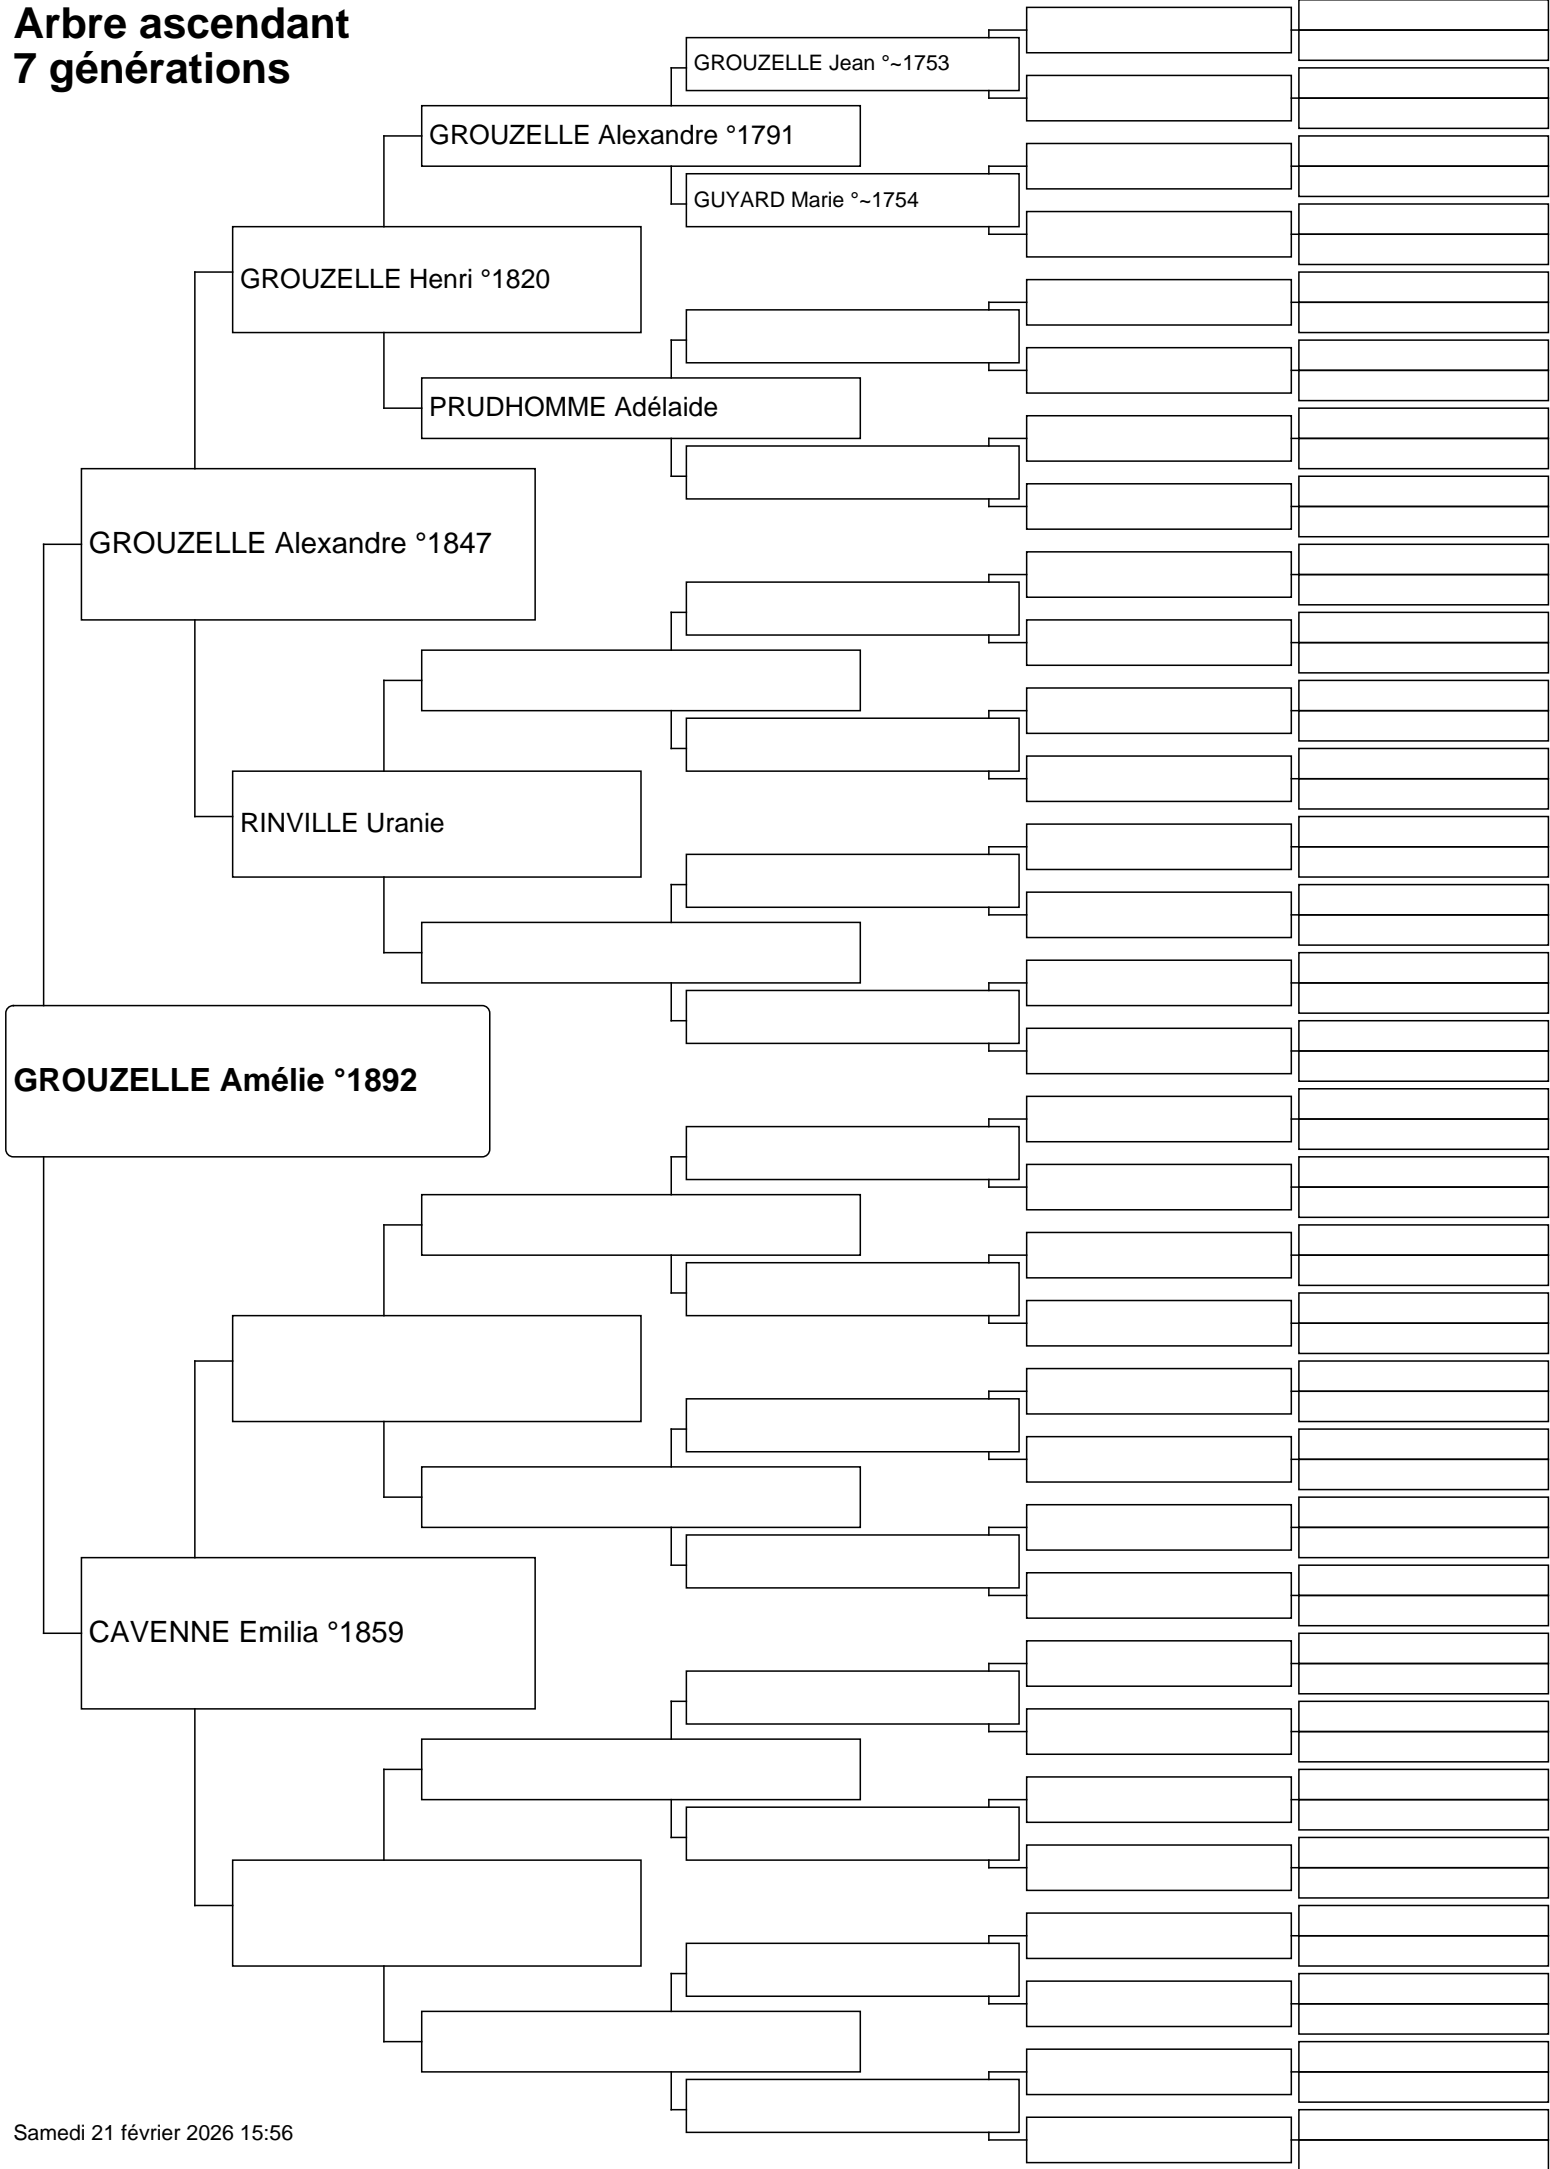 Arbre ascendant
7 générations
GROUZELLE Jean °~1753
GROUZELLE Alexandre °1791
GUYARD Marie °~1754
GROUZELLE Henri °1820
PRUDHOMME Adélaide
GROUZELLE Alexandre °1847
RINVILLE Uranie
GROUZELLE Amélie °1892
CAVENNE Emilia °1859
Samedi 21 février 2026 15:56